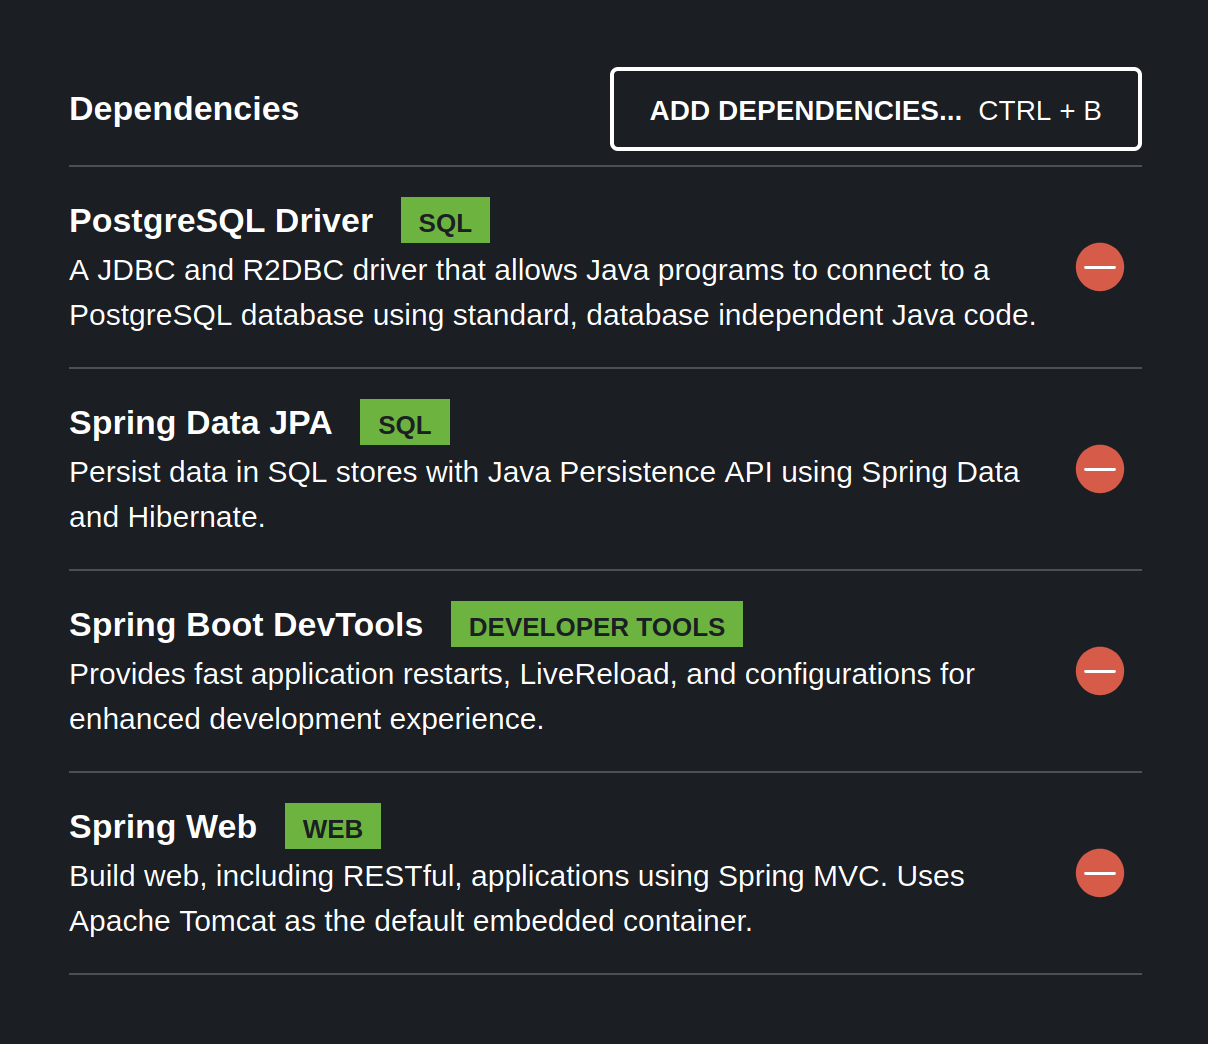 Dependencies
ADD DEPENDENCIES... CTRL + B
PostgreSQL Driver SQL
A JDBC and R2DBC driver that allows Java programs to connect to a
PostgreSQL database using standard, database independent Java code.
Spring Data JPA SQL
Persist data in SQL stores with Java Persistence API using Spring Data
and Hibernate.
Spring Boot DevTools DEVELOPER TOOLS
Provides fast application restarts, LiveReload, and configurations for
enhanced development experience.
Spring Web WEB
Build web, including RESTful, applications using Spring MVC. Uses
Apache Tomcat as the default embedded container.